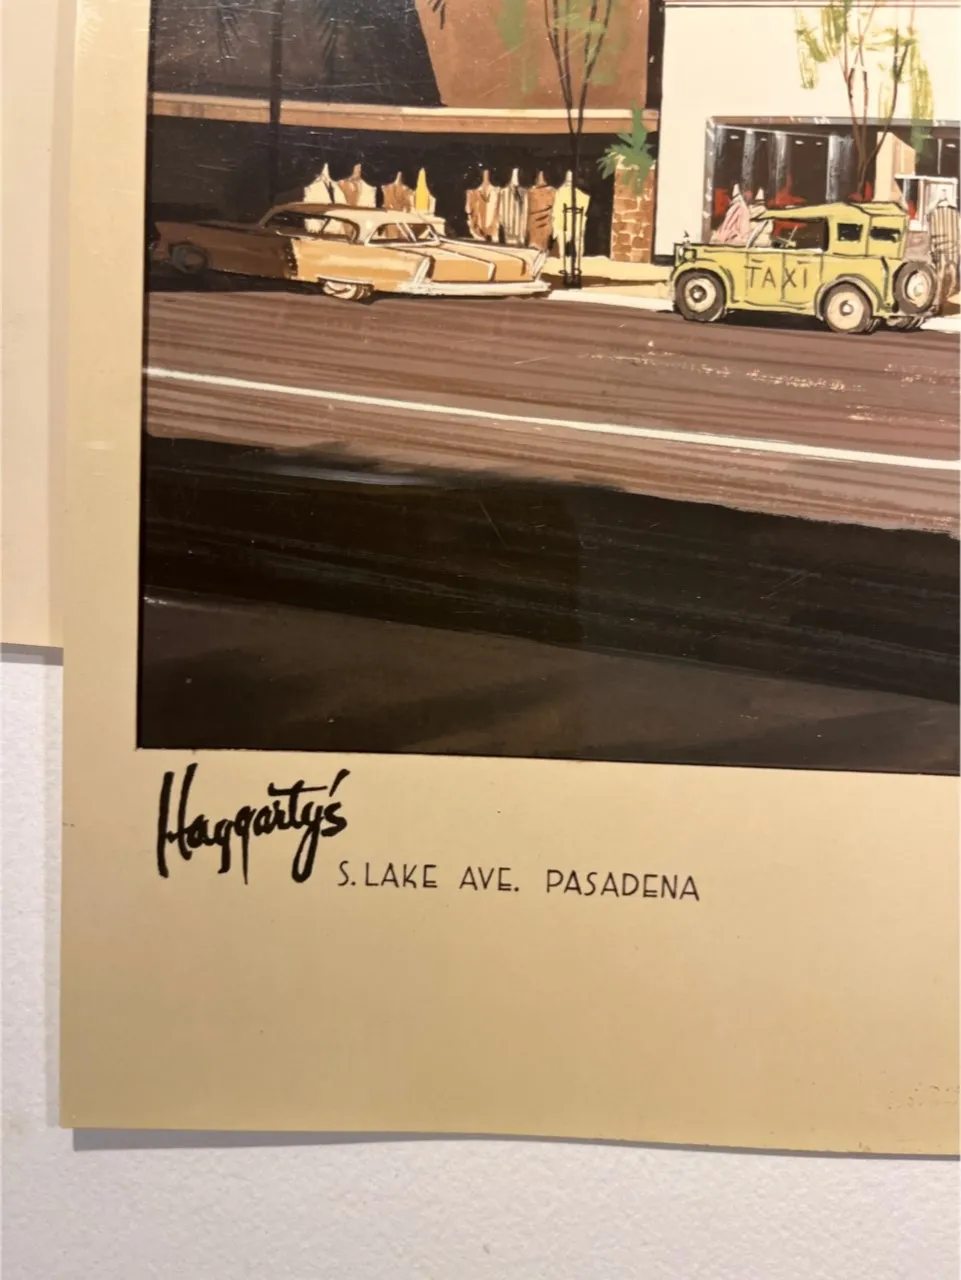 TAXI
Haggarty's
S. LAKE AVE. PASADENA